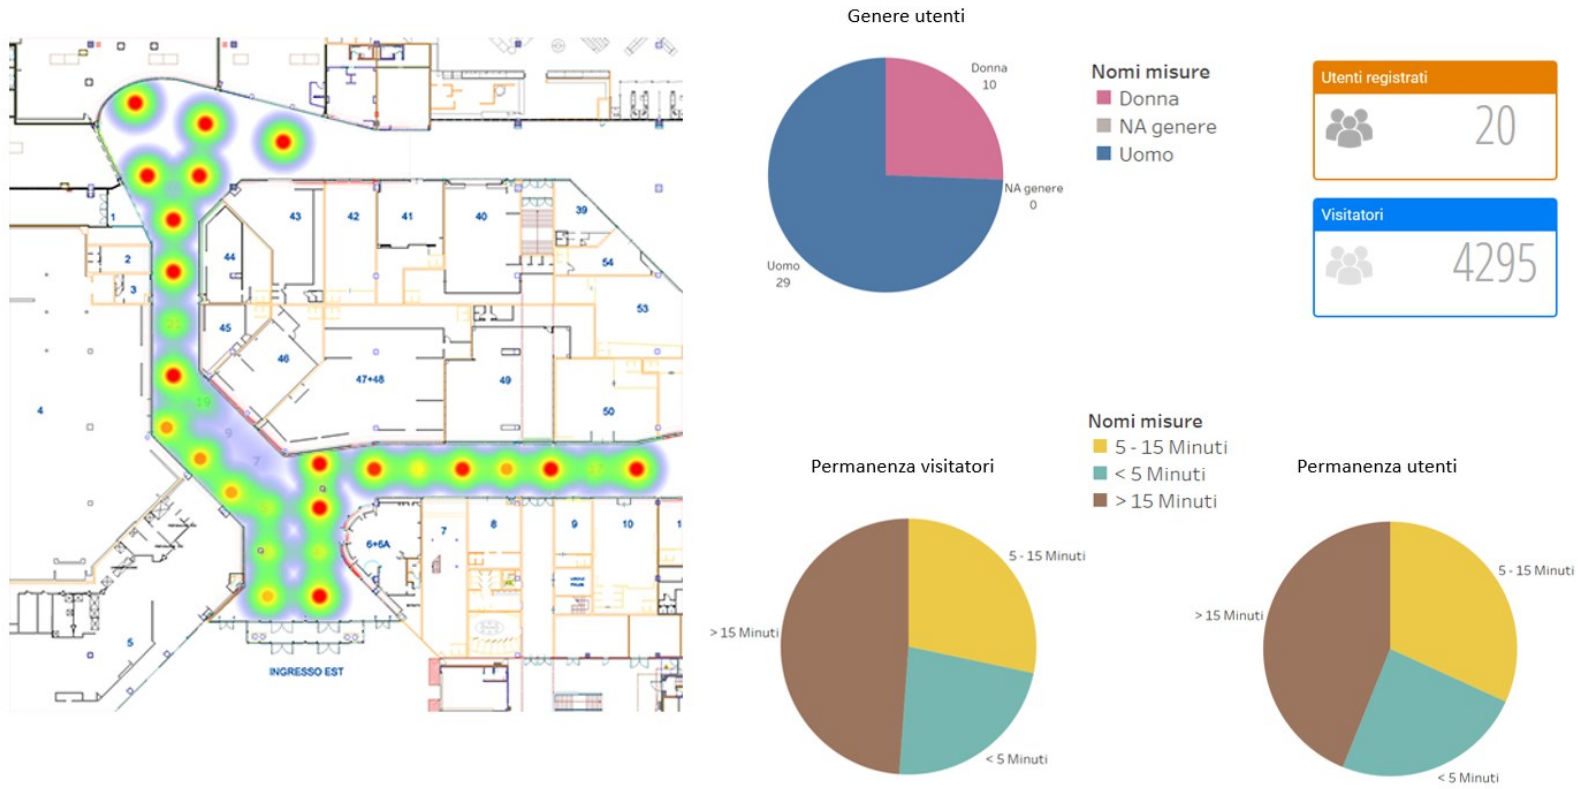 Genere utenti
Donna
10
NA genere
0
Uomo
29
Nomi misure
Donna
NA genere
Uomo
Utenti registrati
20
Visitatori
4295
1
2
3
4
5
43
42
41
40
39
44
54
53
45
46
47+48
49
50
19
9
7
6+6A
7
8
9
10
INGRESSO EST
Nomi misure
5 - 15 Minuti
< 5 Minuti
> 15 Minuti
Permanenza visitatori
5 - 15 Minuti
> 15 Minuti
< 5 Minuti
Permanenza utenti
5 - 15 Minuti
> 15 Minuti
< 5 Minuti